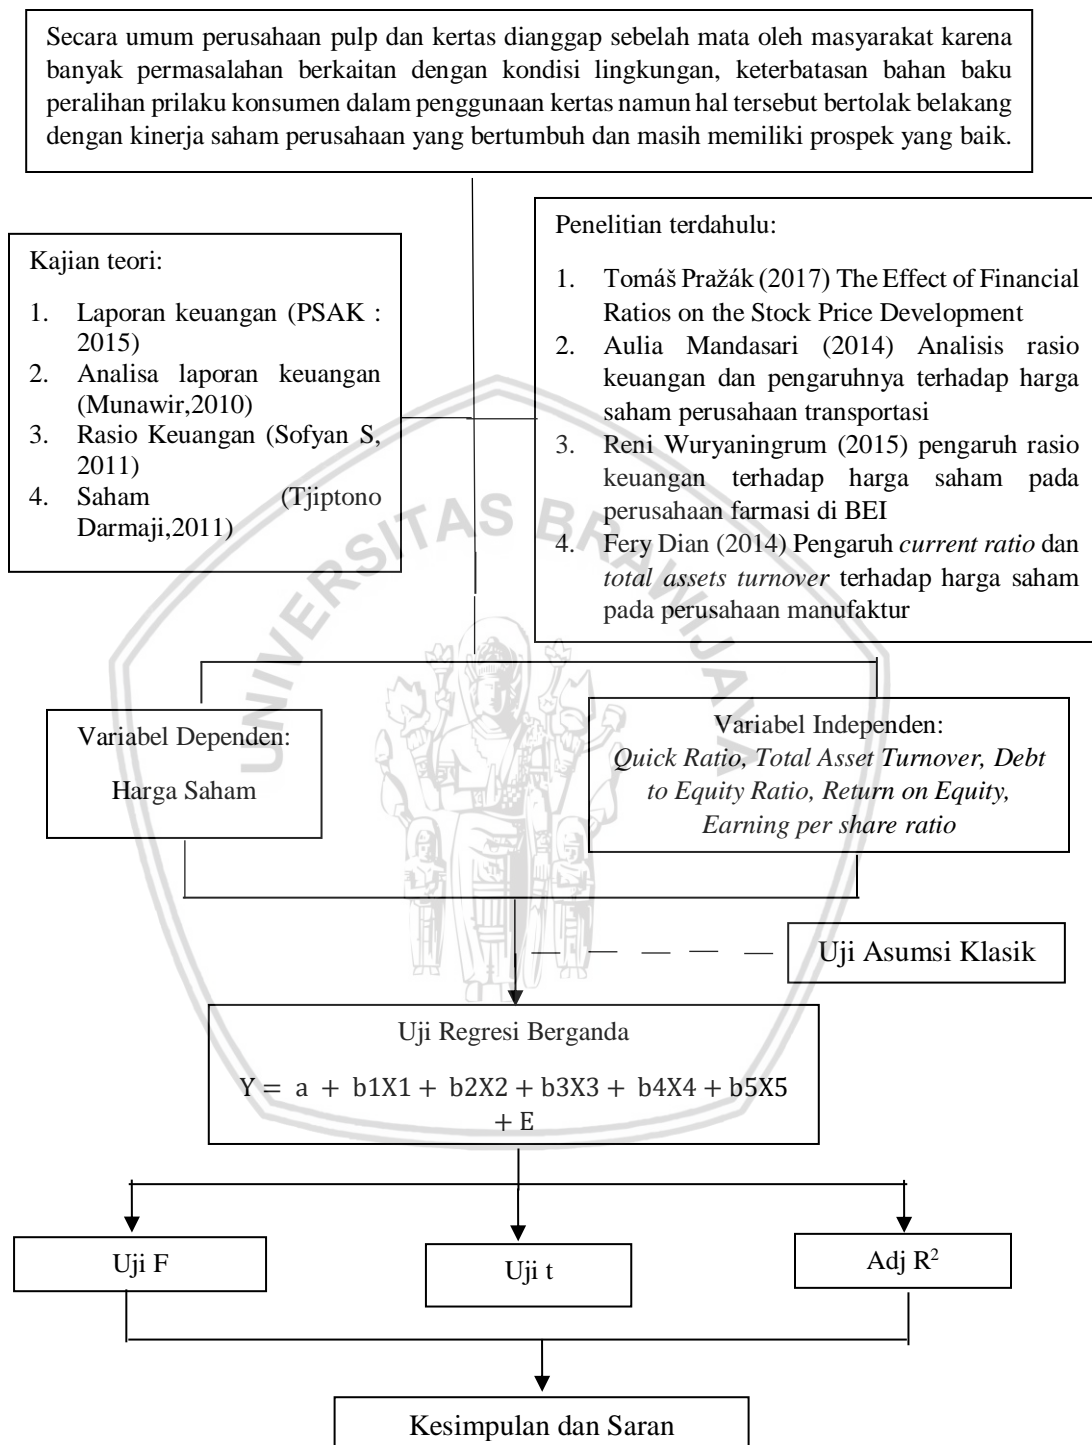 Secara umum perusahaan pulp dan kertas dianggap sebelah mata oleh masyarakat karena
banyak permasalahan berkaitan dengan kondisi lingkungan, keterbatasan bahan baku
peralihan prilaku konsumen dalam penggunaan kertas namun hal tersebut bertolak belakang
dengan kinerja saham perusahaan yang bertumbuh dan masih memiliki prospek yang baik.
Kajian teori:
1. Laporan keuangan (PSAK :
2015)
2. Analisa laporan keuangan
(Munawir,2010)
3. Rasio Keuangan (Sofyan S,
2011)
4. Saham (Tjiptono
Darmaji,2011)
Penelitian terdahulu:
1. Tomáš Pražák (2017) The Effect of Financial
Ratios on the Stock Price Development
2. Aulia Mandasari (2014) Analisis rasio
keuangan dan pengaruhnya terhadap harga
saham perusahaan transportasi
3. Reni Wuryaningrum (2015) pengaruh rasio
keuangan terhadap harga saham pada
perusahaan farmasi di BEI
4. Fery Dian (2014) Pengaruh current ratio dan
total assets turnover terhadap harga saham
pada perusahaan manufaktur
UNIVERSITAS BRAWIJAYA
Variabel Dependen:
Harga Saham
Variabel Independen:
Quick Ratio, Total Asset Turnover, Debt
to Equity Ratio, Return on Equity,
Earning per share ratio
Uji Asumsi Klasik
Uji Regresi Berganda
Y = a + b1X1 + b2X2 + b3X3 + b4X4 + b5X5
+ E
Uji F
Uji t
Adj R²
Kesimpulan dan Saran